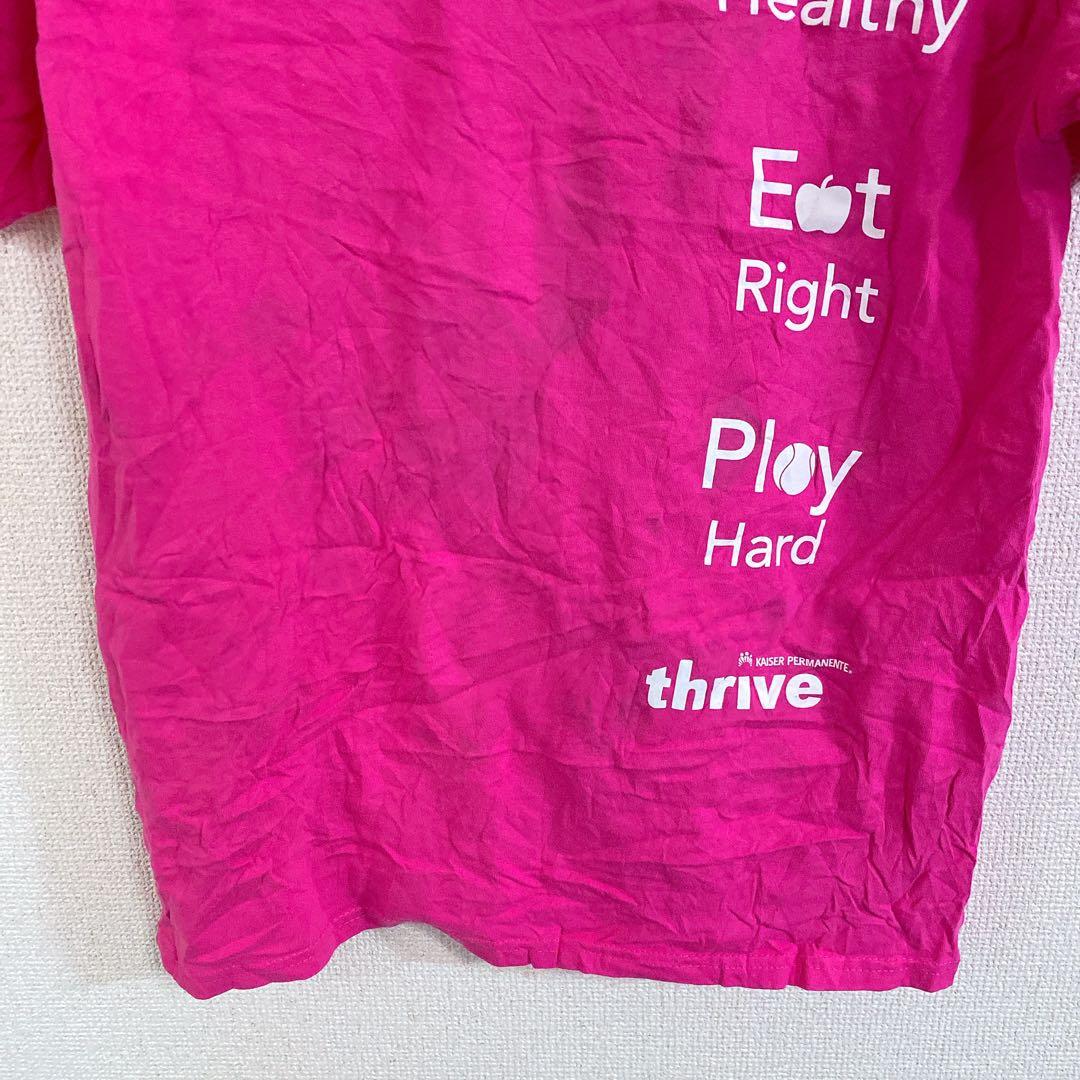 Healthy
Eat
Right
Play
Hard
KAISER PERMANENTE®
thrive